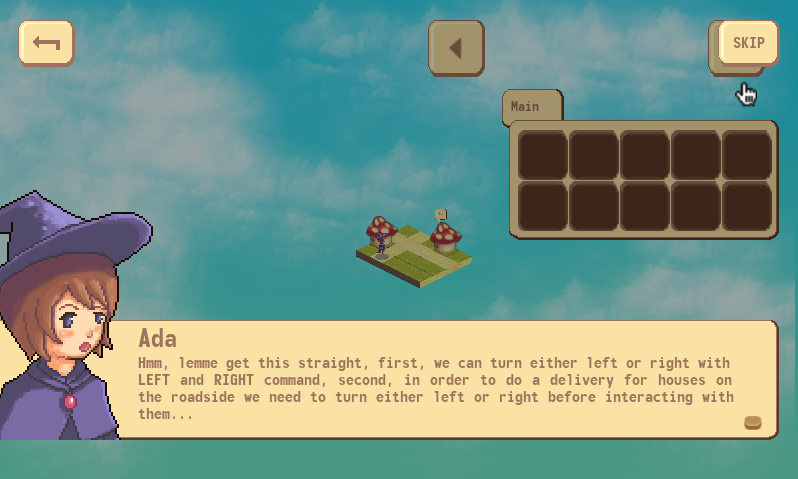 SKIP
Main
Ada
Hmm, lemme get this straight, first, we can turn either left or right with
LEFT and RIGHT command, second, in order to do a delivery for houses on
the roadside we need to turn either left or right before interacting with
them...